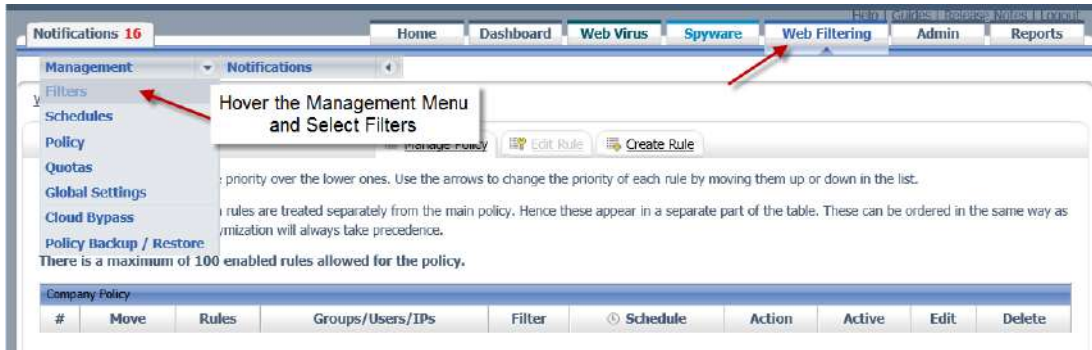 Help | Guides | Release Notes | Logout
Notifications 16
Home Dashboard Web Virus Spyware Web Filtering Admin Reports
Management Notifications
Filters
Schedules
Policy
Quotas
Global Settings
Cloud Bypass
Policy Backup / Restore
Hover the Management Menu
and Select Filters
Manage Policy Edit Rule Create Rule
priority over the lower ones. Use the arrows to change the priority of each rule by moving them up or down in the list.
rules are treated separately from the main policy. Hence these appear in a separate part of the table. These can be ordered in the same way as
ymization will always take precedence.
There is a maximum of 100 enabled rules allowed for the policy.
Company Policy
# Move Rules Groups/Users/IPs Filter Schedule Action Active Edit Delete